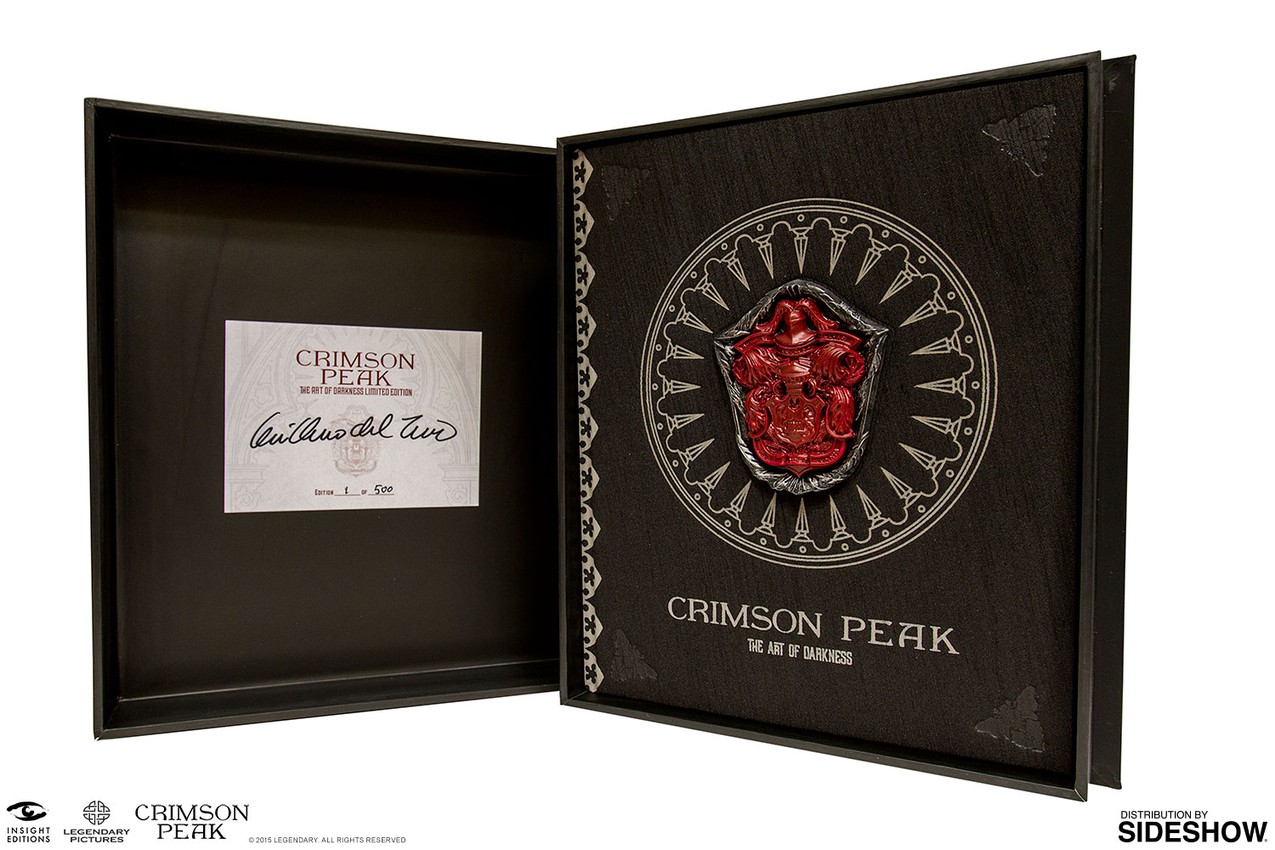 CRIMSON
PEAK
THE ART OF DARKNESS LIMITED EDITION
Guillermo del Toro
EDITION 1 OF 500
CRIMSON PEAK
THE ART OF DARKNESS
INSIGHT
EDITIONS
LEGENDARY
PICTURES
CRIMSON
PEAK
© 2015 LEGENDARY. ALL RIGHTS RESERVED
DISTRIBUTION BY
SIDESHOW.